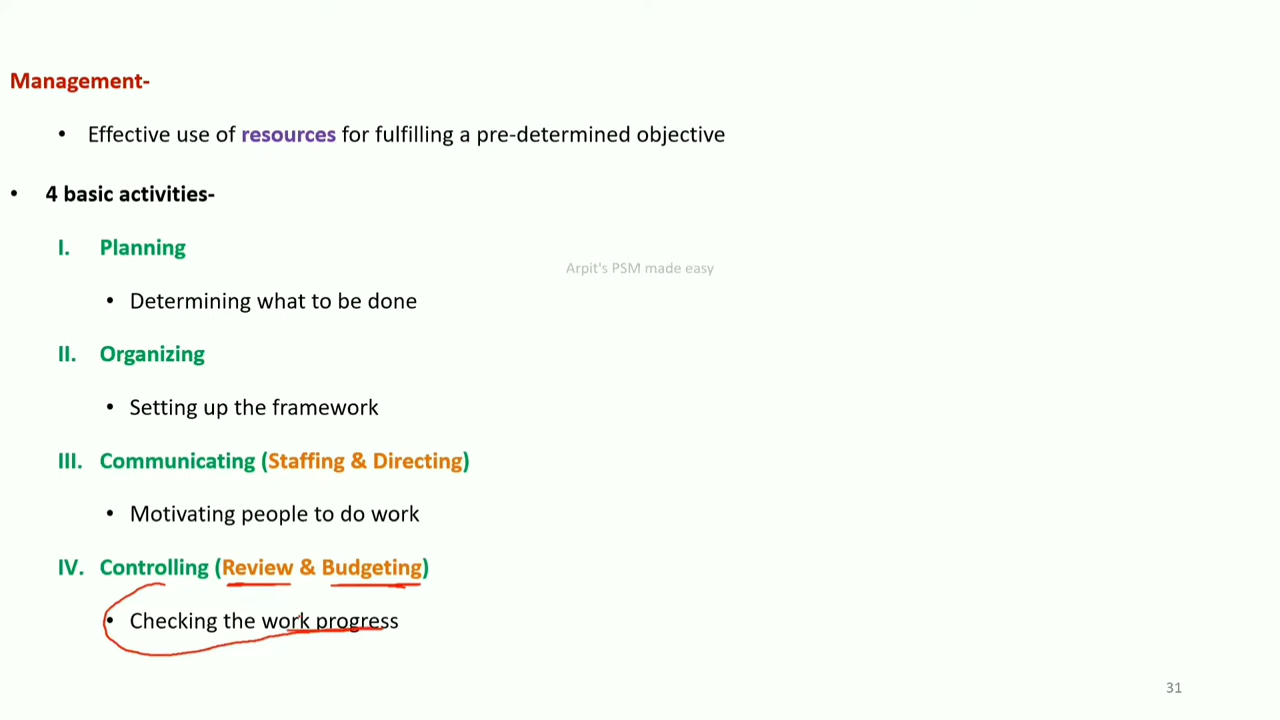 Management-
• Effective use of resources for fulfilling a pre-determined objective
• 4 basic activities-
I. Planning
Arpit's PSM made easy
• Determining what to be done
II. Organizing
• Setting up the framework
III. Communicating (Staffing & Directing)
• Motivating people to do work
IV. Controlling (Review & Budgeting)
• Checking the work progress
31